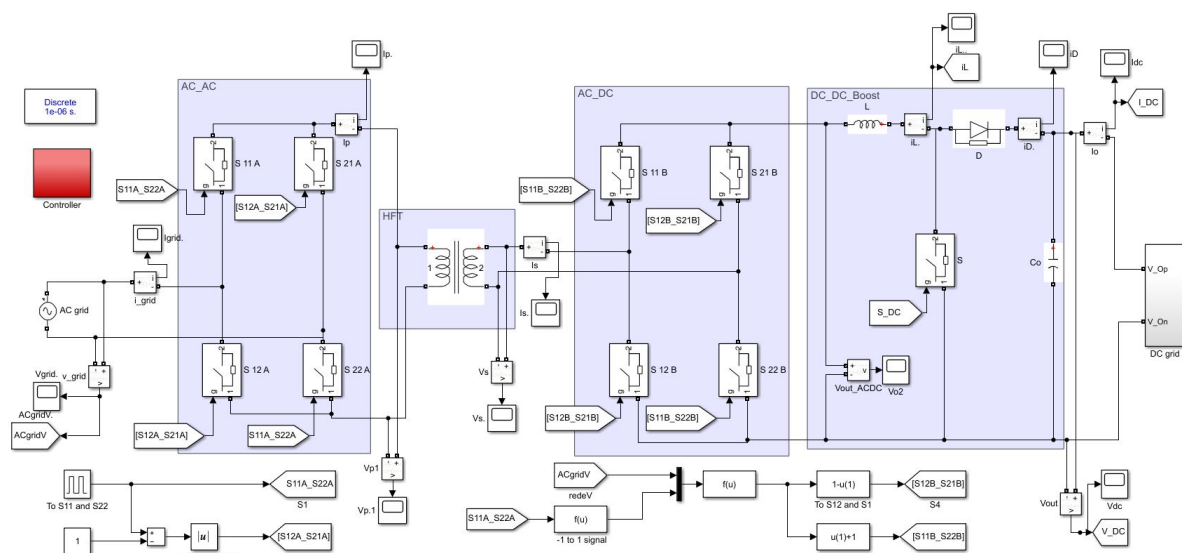 AC_AC
Ip.
Discrete
1e-06 s.
Controller
S 11 A
S 21 A
Ip
S11A_S22A
[S12A_S21A]
Igrid.
i_grid
AC grid
v_grid
Vgrid.
ACgridV.
ACgridV
S 12 A
S 22 A
[S12A_S21A]
S11A_S22A
HFT
1
2
Is
Is.
Vs
Vs.
Vp1
Vp.1
To S11 and S22
S11A_S22A
S1
1
|u|
[S12A_S21A]
AC_DC
S 11 B
S 21 B
[S11B_S22B]
[S12B_S21B]
S 12 B
S 22 B
[S12B_S21B]
[S11B_S22B]
DC_DC_Boost
L
iL..
iL
iL.
D
iD
iD.
Idc
I_DC
Io
S
S_DC
Co
V_Op
V_On
DC grid
Vout_ACDC
Vo2
Vout
Vdc
V_DC
ACgridV
redeV
S11A_S22A
f(u)
-1 to 1 signal
f(u)
1-u(1)
To S12 and S1
[S12B_S21B]
S4
u(1)+1
[S11B_S22B]